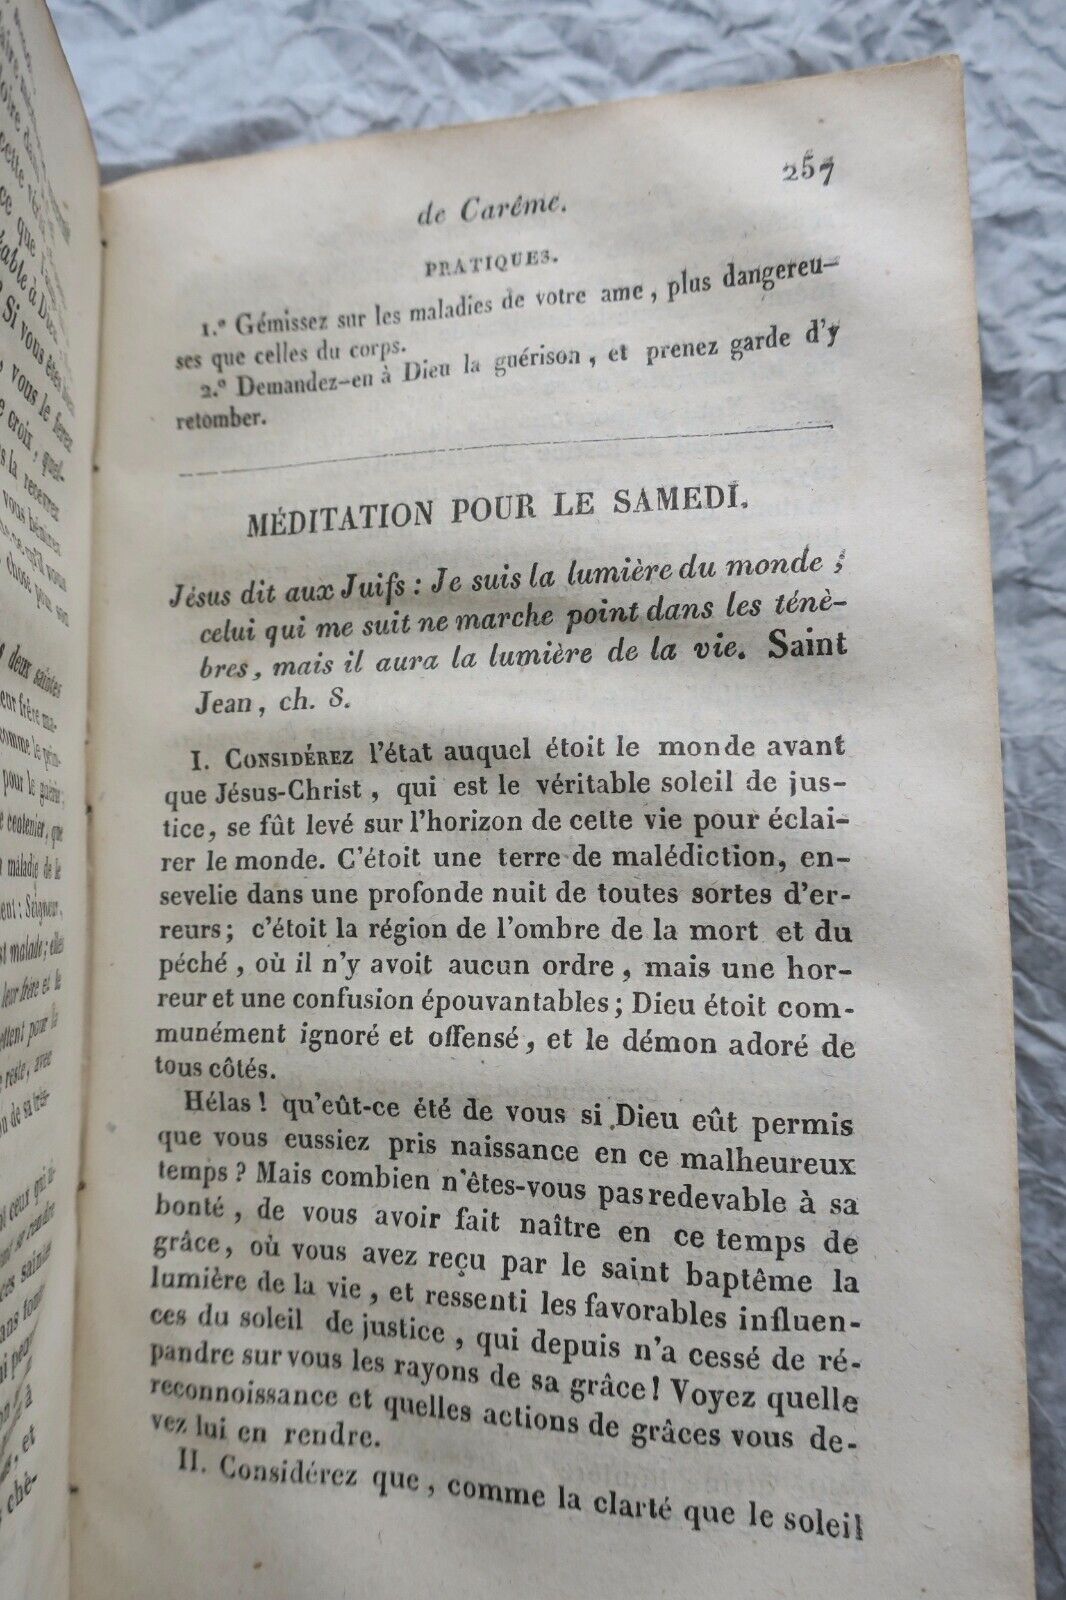 257
de Carême.
PRATIQUES.
1.º Gémissez sur les maladies de votre ame, plus dangereu-
ses que celles du corps.
2.º Demandez-en à Dieu la guérison, et prenez garde d'y
retomber.
MÉDITATION POUR LE SAMEDI.
Jésus dit aux Juifs : Je suis la lumière du monde ;
celui qui me suit ne marche point dans les ténè-
bres, mais il aura la lumière de la vie. Saint
Jean, ch. 8.
I. CONSIDÉREZ l'état auquel étoit le monde avant
que Jésus-Christ, qui est le véritable soleil de jus-
tice, se fût levé sur l'horizon de cette vie pour éclai-
rer le monde. C'étoit une terre de malédiction, en-
sevelie dans une profonde nuit de toutes sortes d'er-
reurs; c'étoit la région de l'ombre de la mort et du
péché, où il n'y avoit aucun ordre, mais une hor-
reur et une confusion épouvantables; Dieu étoit com-
munément ignoré et offensé, et le démon adoré de
tous côtés.
Hélas ! qu'eût-ce été de vous si Dieu eût permis
que vous eussiez pris naissance en ce malheureux
temps? Mais combien n'êtes-vous pas redevable à sa
bonté, de vous avoir fait naître en ce temps de
grâce, où vous avez reçu par le saint baptême la
lumière de la vie, et ressenti les favorables influen-
ces du soleil de justice, qui depuis n'a cessé de ré-
pandre sur vous les rayons de sa grâce! Voyez quelle
reconnoissance et quelles actions de grâces vous de-
vez lui en rendre.
II. Considérez que, comme la clarté que le soleil